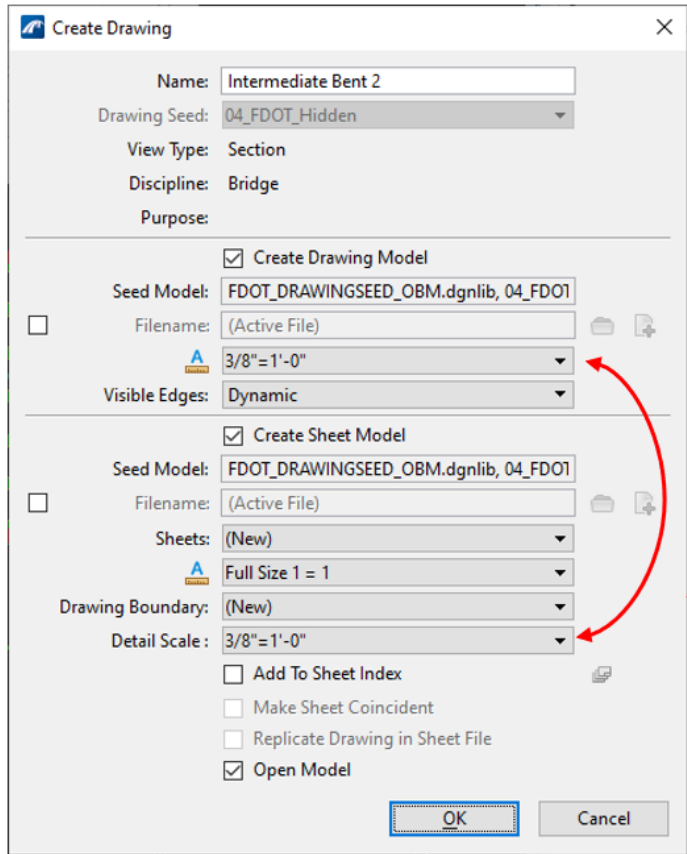 Create Drawing
Name: Intermediate Bent 2
Drawing Seed: 04_FDOT_Hidden
View Type: Section
Discipline: Bridge
Purpose:
Create Drawing Model
Seed Model: FDOT_DRAWINGSEED_OBM.dgnlib, 04_FDOT
Filename: (Active File)
A 3/8"=1'-0"
Visible Edges: Dynamic
Create Sheet Model
Seed Model: FDOT_DRAWINGSEED_OBM.dgnlib, 04_FDOT
Filename: (Active File)
Sheets: (New)
A Full Size 1 = 1
Drawing Boundary: (New)
Detail Scale : 3/8"=1'-0"
Add To Sheet Index
Make Sheet Coincident
Replicate Drawing in Sheet File
Open Model
OK Cancel